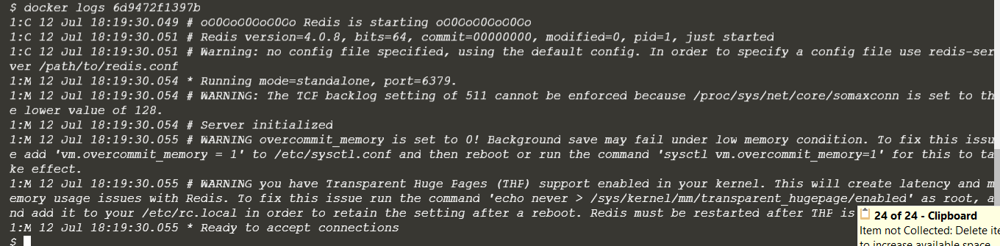 $ docker logs 6d9472f1397b
1:C 12 Jul 18:19:30.049 # oO0OoO0OoO0Oo Redis is starting oO0OoO0OoO0Oo
1:C 12 Jul 18:19:30.051 # Redis version=4.0.8, bits=64, commit=00000000, modified=0, pid=1, just started
1:C 12 Jul 18:19:30.051 # Warning: no config file specified, using the default config. In order to specify a config file use redis-ser
ver /path/to/redis.conf
1:M 12 Jul 18:19:30.054 * Running mode=standalone, port=6379.
1:M 12 Jul 18:19:30.054 # WARNING: The TCP backlog setting of 511 cannot be enforced because /proc/sys/net/core/somaxconn is set to th
e lower value of 128.
1:M 12 Jul 18:19:30.054 # Server initialized
1:M 12 Jul 18:19:30.055 # WARNING overcommit_memory is set to 0! Background save may fail under low memory condition. To fix this issu
e add 'vm.overcommit_memory = 1' to /etc/sysctl.conf and then reboot or run the command 'sysctl vm.overcommit_memory=1' for this to ta
ke effect.
1:M 12 Jul 18:19:30.055 # WARNING you have Transparent Huge Pages (THP) support enabled in your kernel. This will create latency and m
emory usage issues with Redis. To fix this issue run the command 'echo never > /sys/kernel/mm/transparent_hugepage/enabled' as root, a
nd add it to your /etc/rc.local in order to retain the setting after a reboot. Redis must be restarted after THP is
1:M 12 Jul 18:19:30.055 * Ready to accept connections
$
24 of 24 - Clipboard
Item not Collected: Delete ite
to increase available space